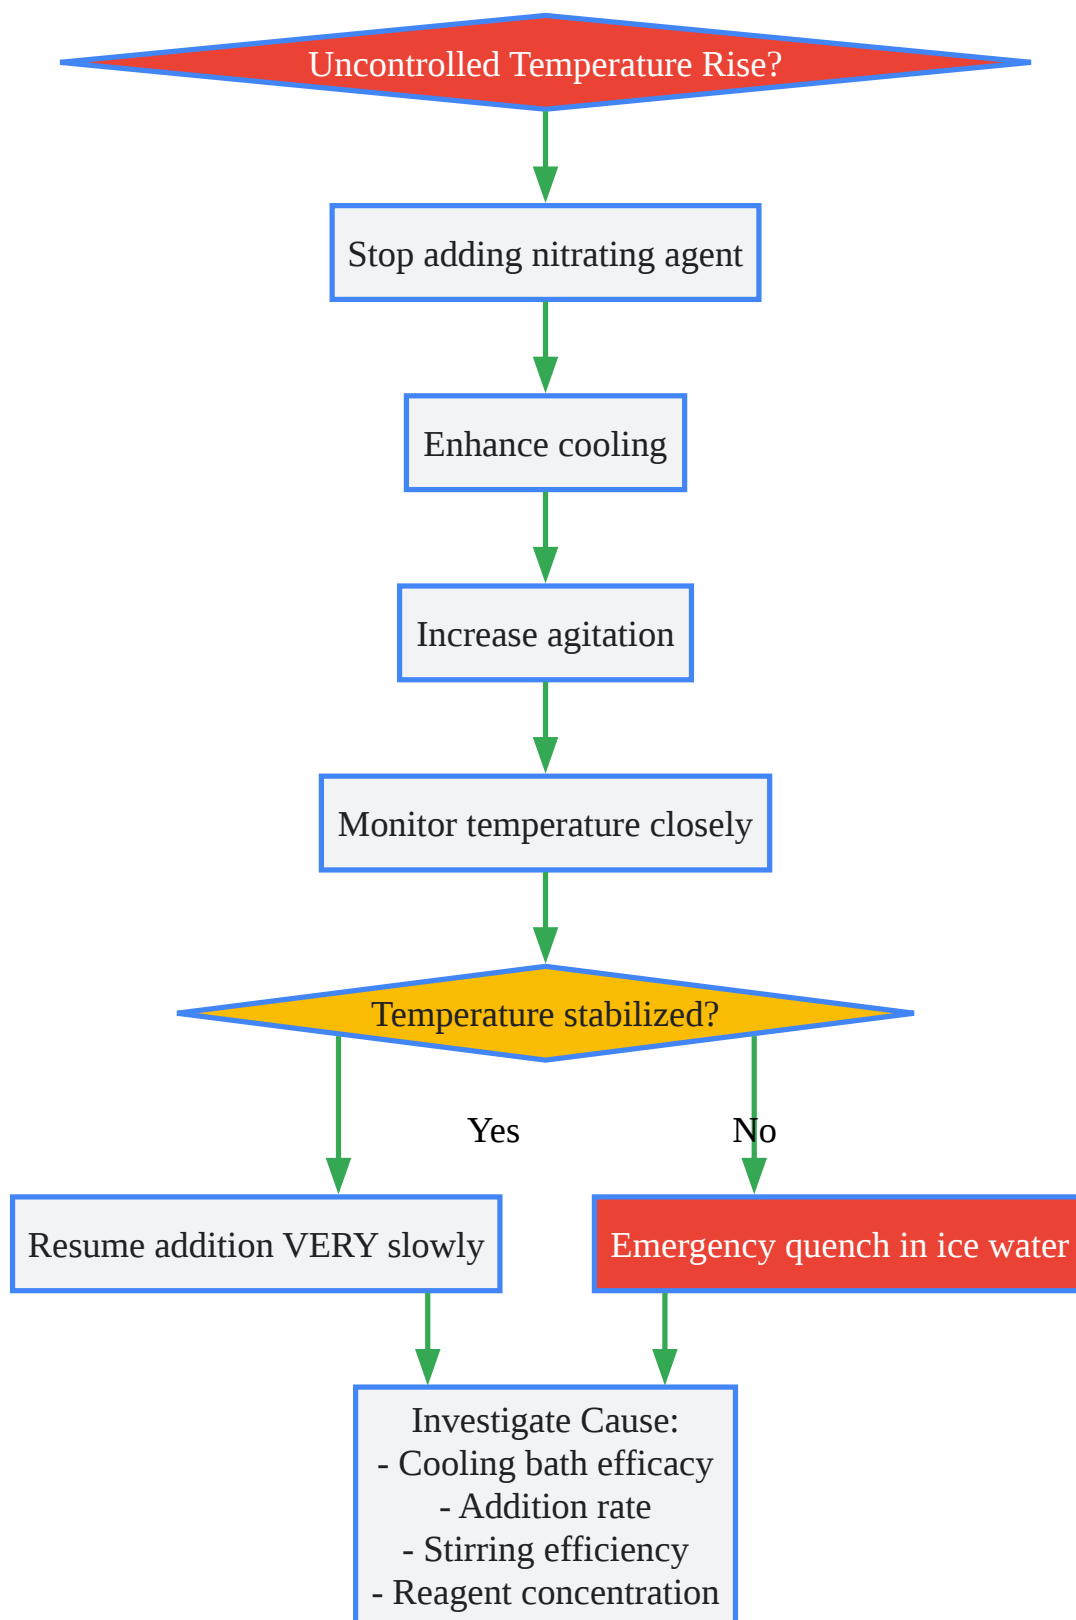 Uncontrolled Temperature Rise?
Stop adding nitrating agent
Enhance cooling
Increase agitation
Monitor temperature closely
Temperature stabilized?
Yes
No
Resume addition VERY slowly
Emergency quench in ice water
Investigate Cause:
- Cooling bath efficacy
- Addition rate
- Stirring efficiency
- Reagent concentration